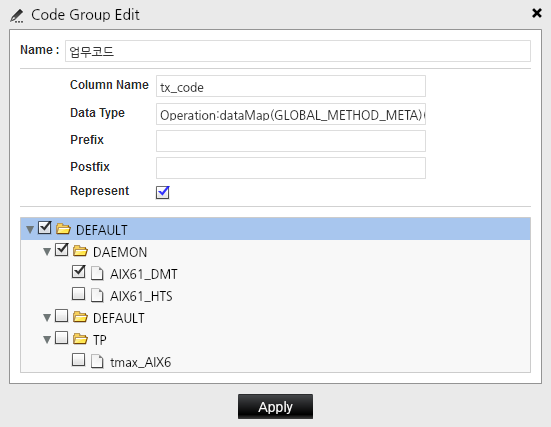 Code Group Edit
Name : 업무코드
Column Name tx_code
Data Type Operation:dataMap(GLOBAL_METHOD_META)(
Prefix
Postfix
Represent
DEFAULT
DAEMON
AIX61_DMT
AIX61_HTS
DEFAULT
TP
tmax_AIX6
Apply